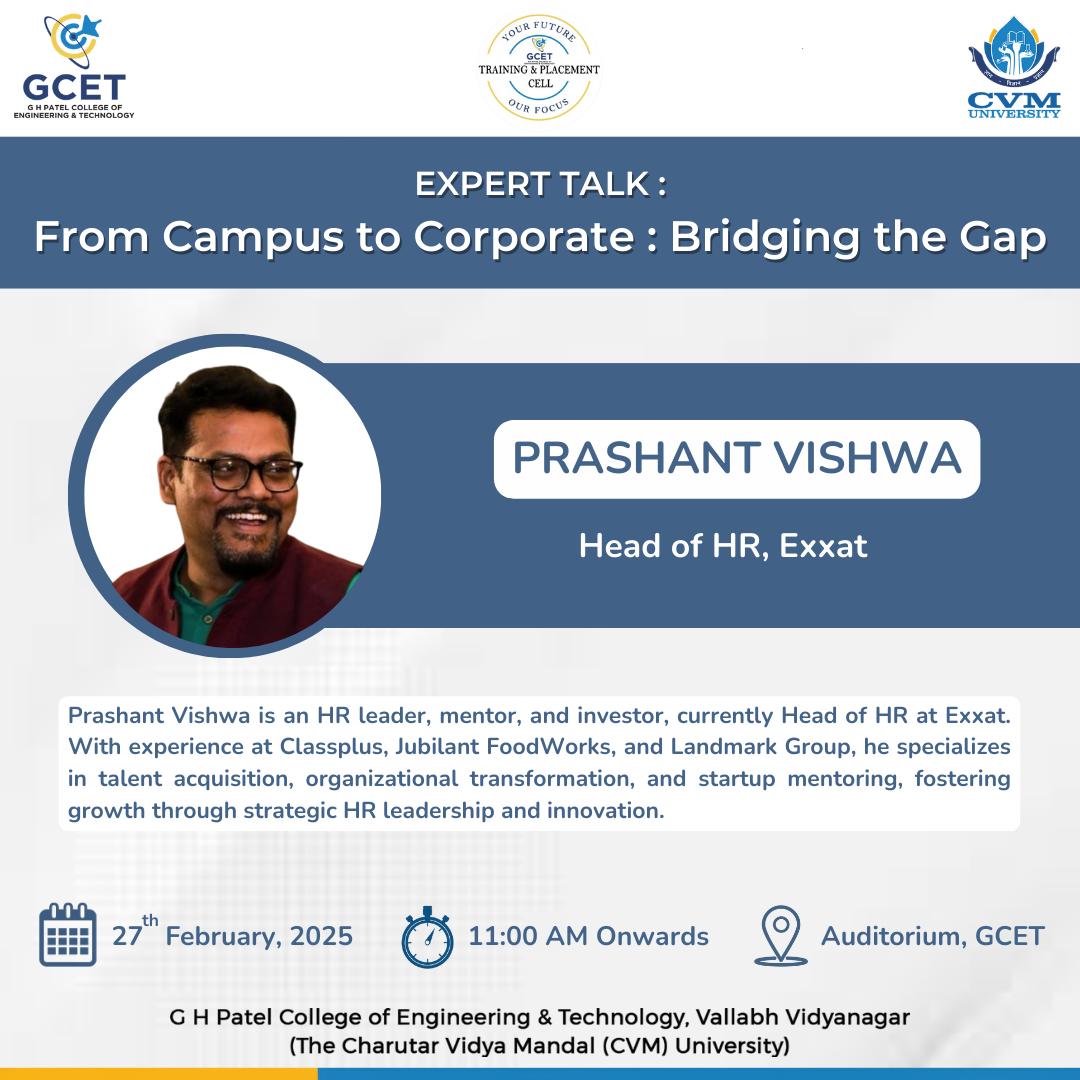 GCET
G H PATEL COLLEGE OF
ENGINEERING & TECHNOLOGY
YOUR FUTURE
GCET
TRAINING & PLACEMENT
CELL
OUR FOCUS
CVM
UNIVERSITY
EXPERT TALK :
From Campus to Corporate : Bridging the Gap
PRASHANT VISHWA
Head of HR, Exxat
Prashant Vishwa is an HR leader, mentor, and investor, currently Head of HR at Exxat.
With experience at Classplus, Jubilant FoodWorks, and Landmark Group, he specializes
in talent acquisition, organizational transformation, and startup mentoring, fostering
growth through strategic HR leadership and innovation.
27th February, 2025
11:00 AM Onwards
Auditorium, GCET
G H Patel College of Engineering & Technology, Vallabh Vidyanagar
(The Charutar Vidya Mandal (CVM) University)